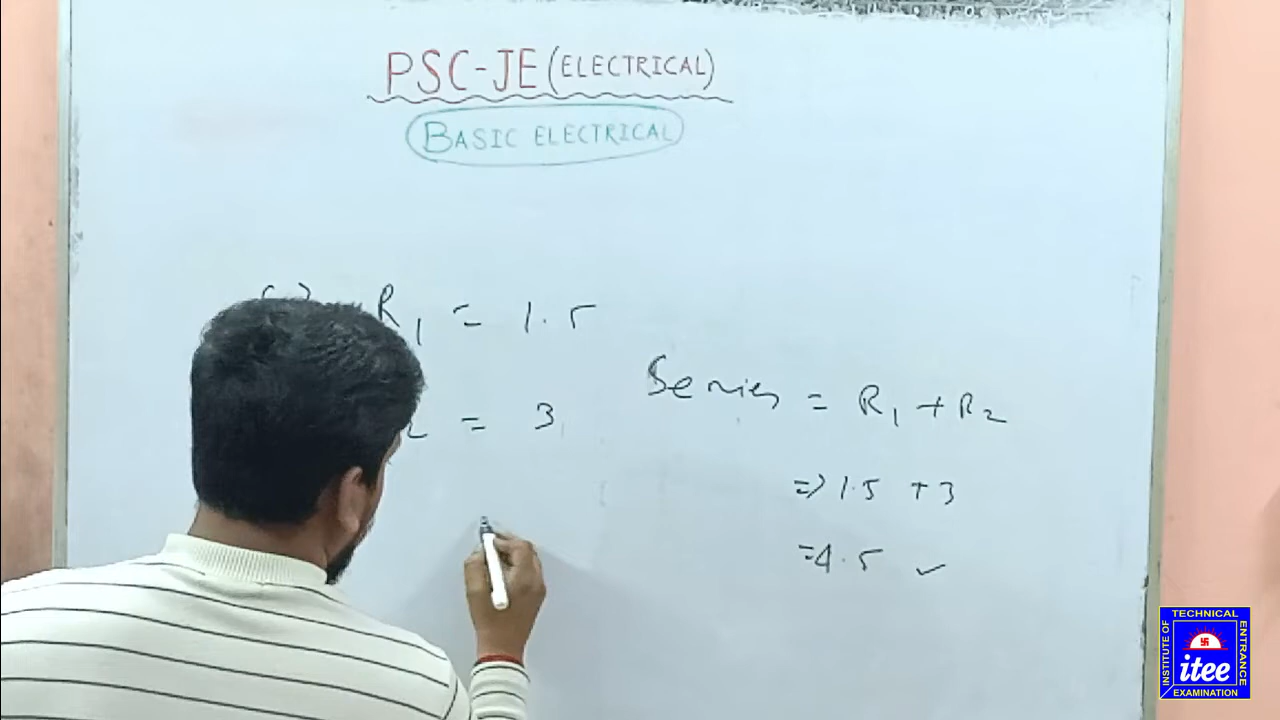 PSC-JE (ELECTRICAL)
BASIC ELECTRICAL
R1 = 1.5
2 = 3
Series = R1 + R2
=> 1.5 + 3
= 4.5 ✓
INSTITUTE OF
TECHNICAL
ENTRANCE
EXAMINATION
itee